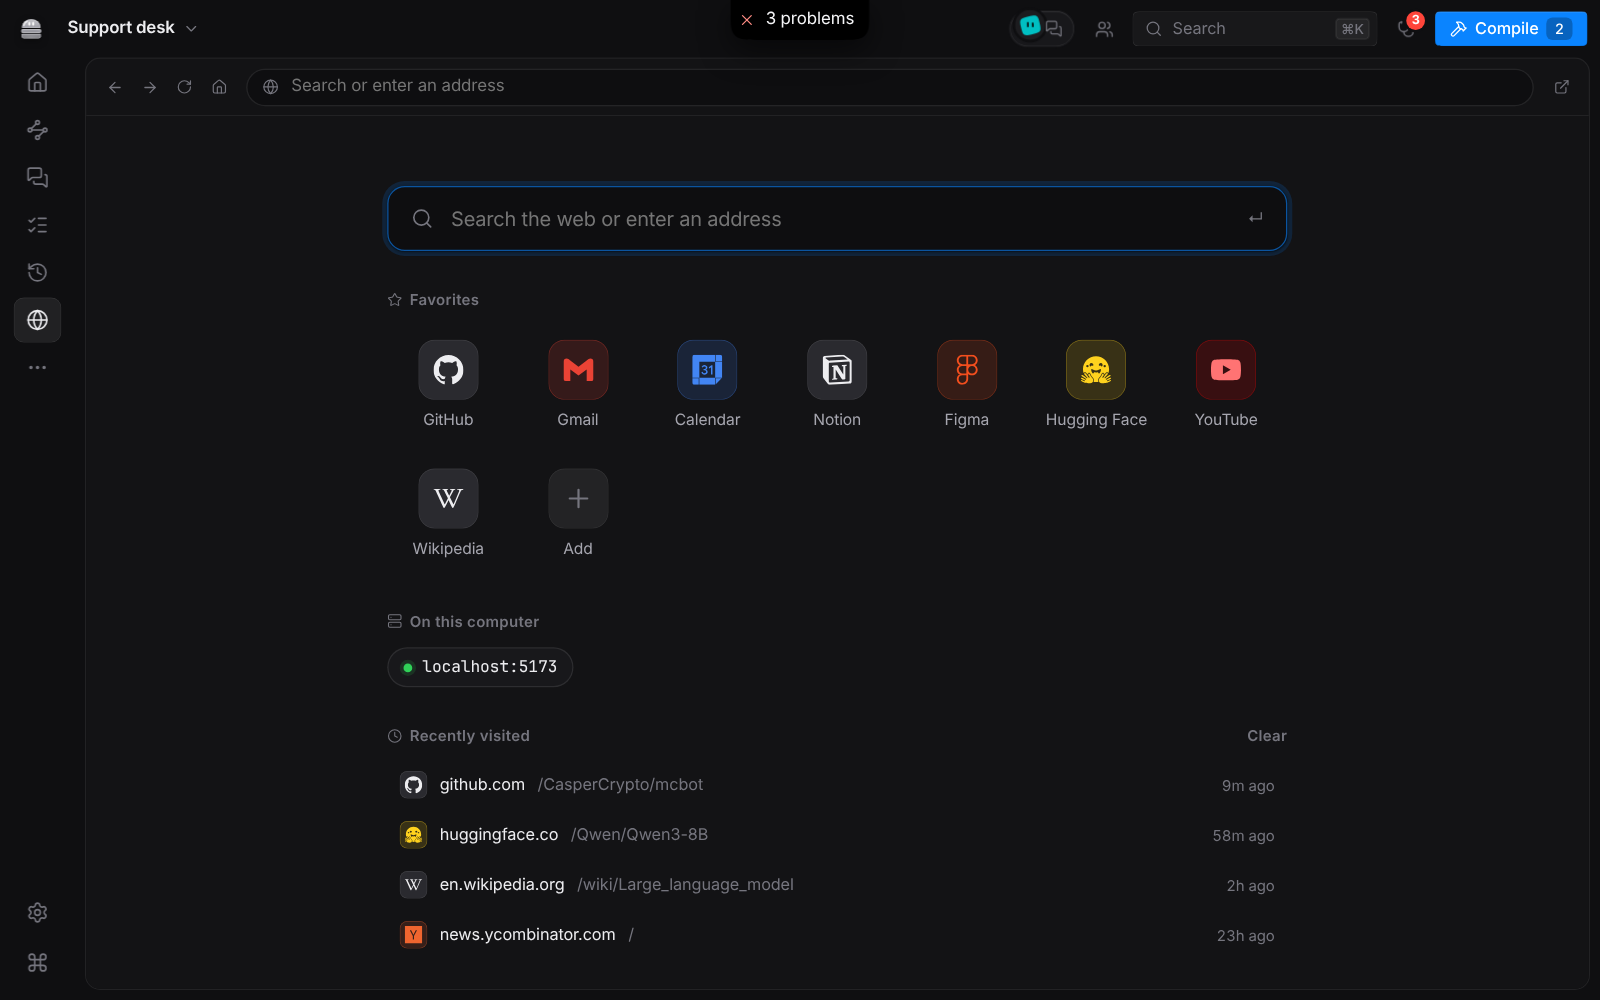 Support desk
3 problems
Search
⌘K
3
Compile 2
Search or enter an address
Search the web or enter an address
Favorites
31
GitHub
Gmail
Calendar
Notion
Figma
Hugging Face
YouTube
W
Wikipedia
Add
On this computer
localhost:5173
Recently visited
Clear
github.com /CasperCrypto/mcbot
9m ago
huggingface.co /Qwen/Qwen3-8B
58m ago
W en.wikipedia.org /wiki/Large_language_model
2h ago
Y news.ycombinator.com /
23h ago